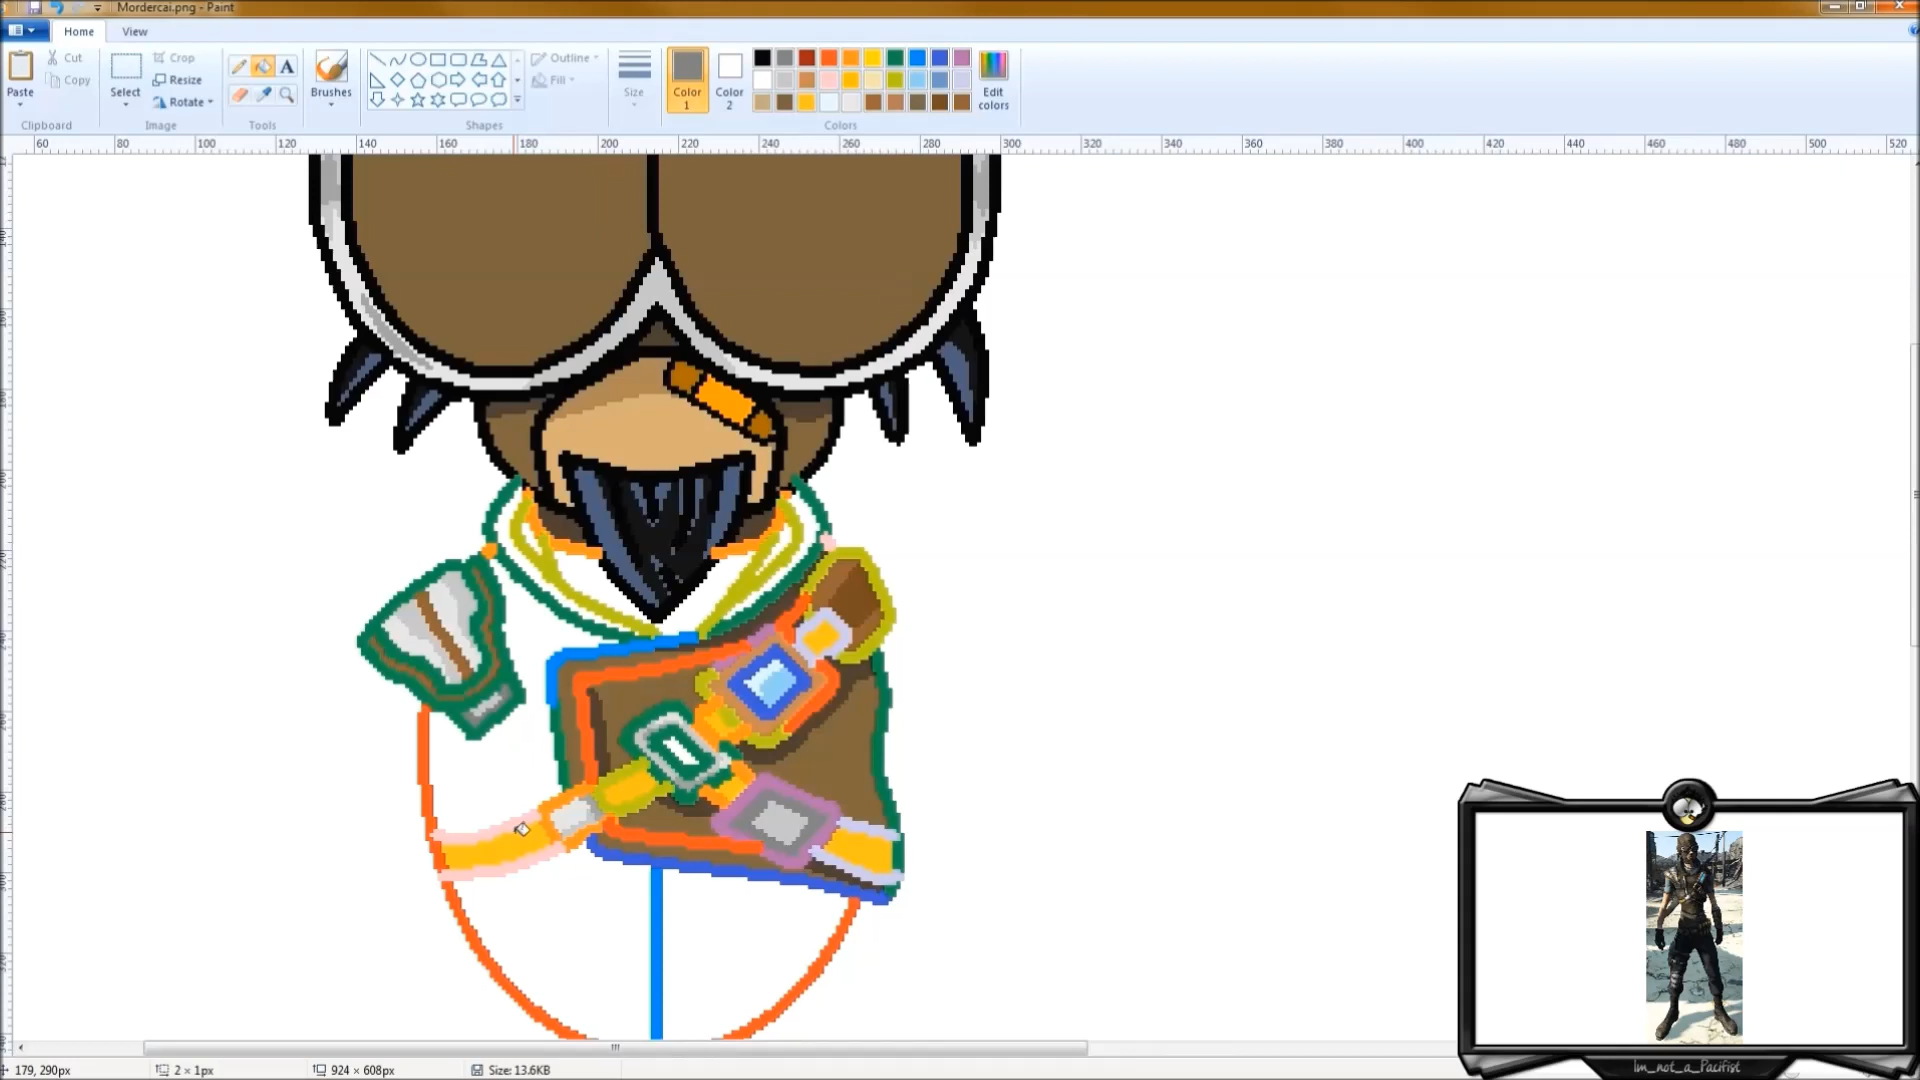 Mordercai.png - Paint
Home
View
Cut
Copy
Paste
Crop
Resize
Rotate
Select
A
Brushes
Outline
Fill
Size
Color
1
Color
2
Edit
colors
Clipboard
Image
Tools
Shapes
Colors
60 80 100 120 140 160 180 200 220 240 260 280 300 320 340 360 380 400 420 440 460 480 500 520
179, 290px
2 × 1px
924 × 608px
Size: 13.6KB
Im_not_a_Pacifist